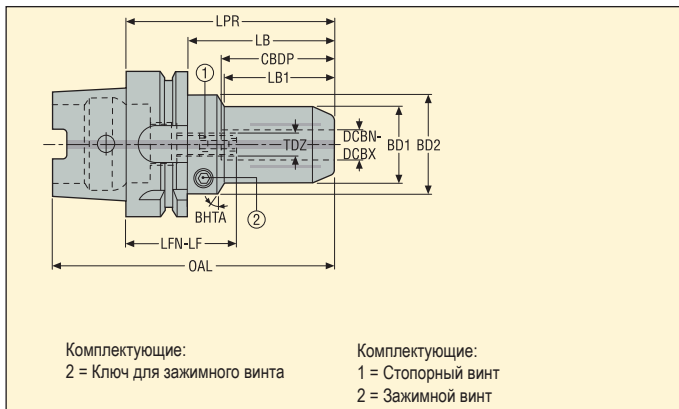 LPR
LB
CBDP
1
LB1
TDZ
DCBN-
DCBX
BD1
BD2
BHTA
2
LFN-LF
OAL
Комплектующие:
2 = Ключ для зажимного винта
Комплектующие:
1 = Стопорный винт
2 = Зажимной винт